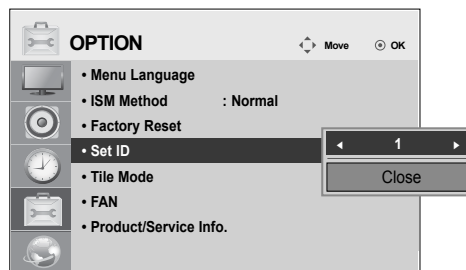 OPTION Move OK
• Menu Language
• ISM Method : Normal
• Factory Reset
• Set ID
1
• Tile Mode
Close
• FAN
• Product/Service Info.